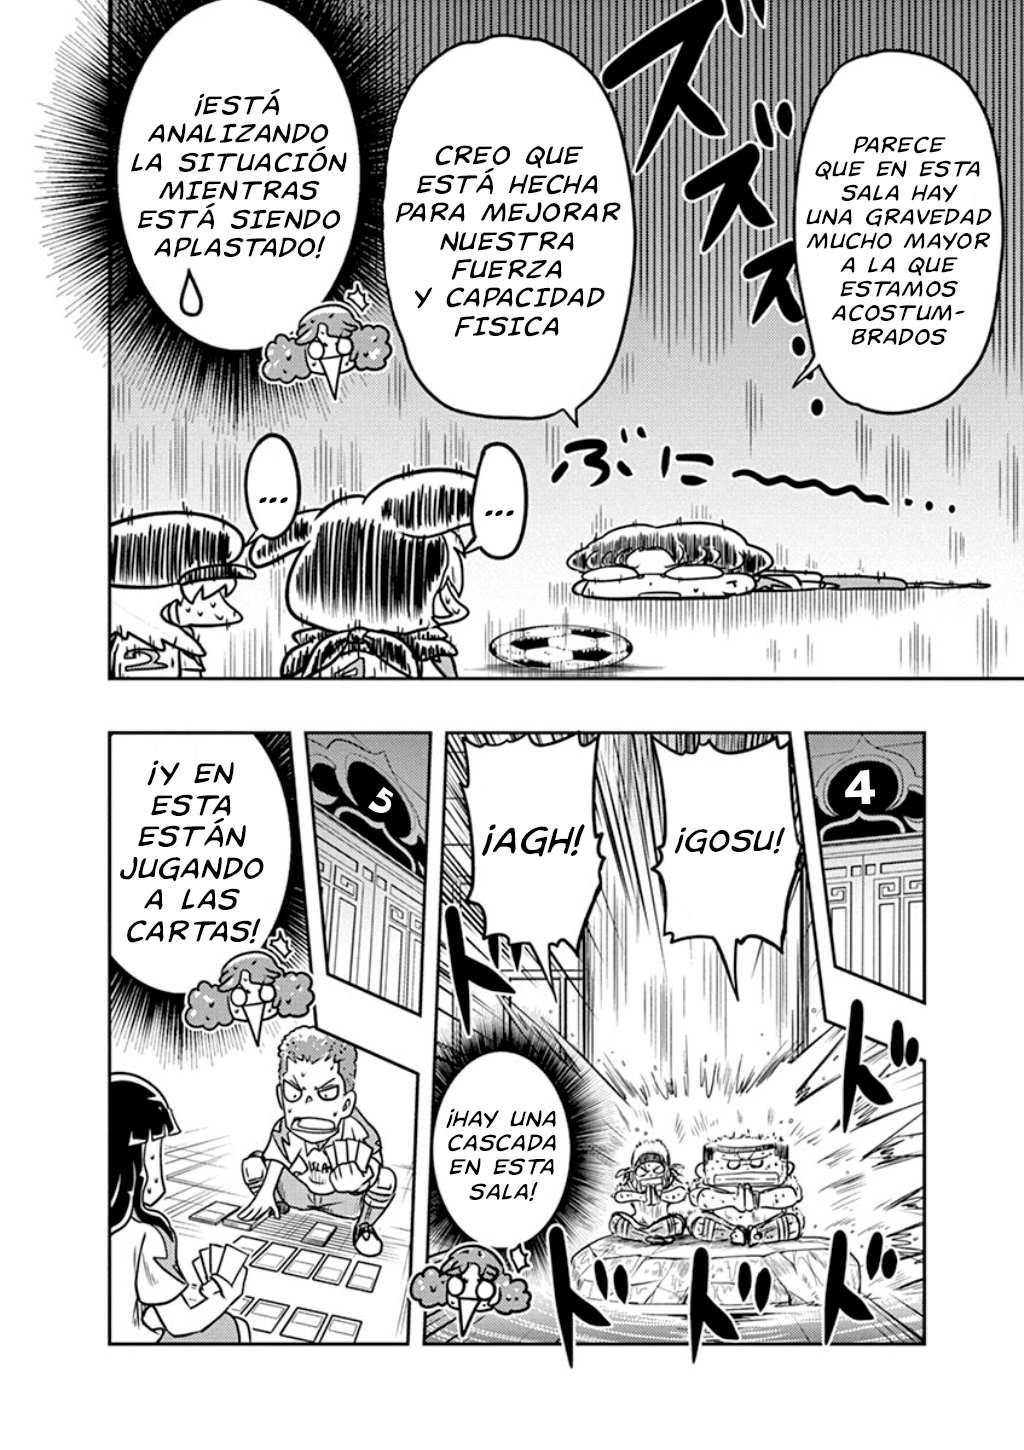 PARECE
QUE EN ESTA
SALA HAY
UNA GRAVEDAD
MUCHO MAYOR
A LA QUE
ESTAMOS
ACOSTUM-
BRADOS
CREO QUE
ESTÁ HECHA
PARA MEJORAR
NUESTRA
FUERZA
Y CAPACIDAD
FISICA
¡ESTÁ
ANALIZANDO
LA SITUACIÓN
MIENTRAS
ESTÁ SIENDO
APLASTADO!
ズズズ
ぶに〜〜…
...
...
2
4
¡GOSU!
¡AGH!
¡HAY UNA
CASCADA
EN ESTA
SALA!
ドドドドド
5
¡Y EN
ESTA
ESTÁN
JUGANDO
A LAS
CARTAS!